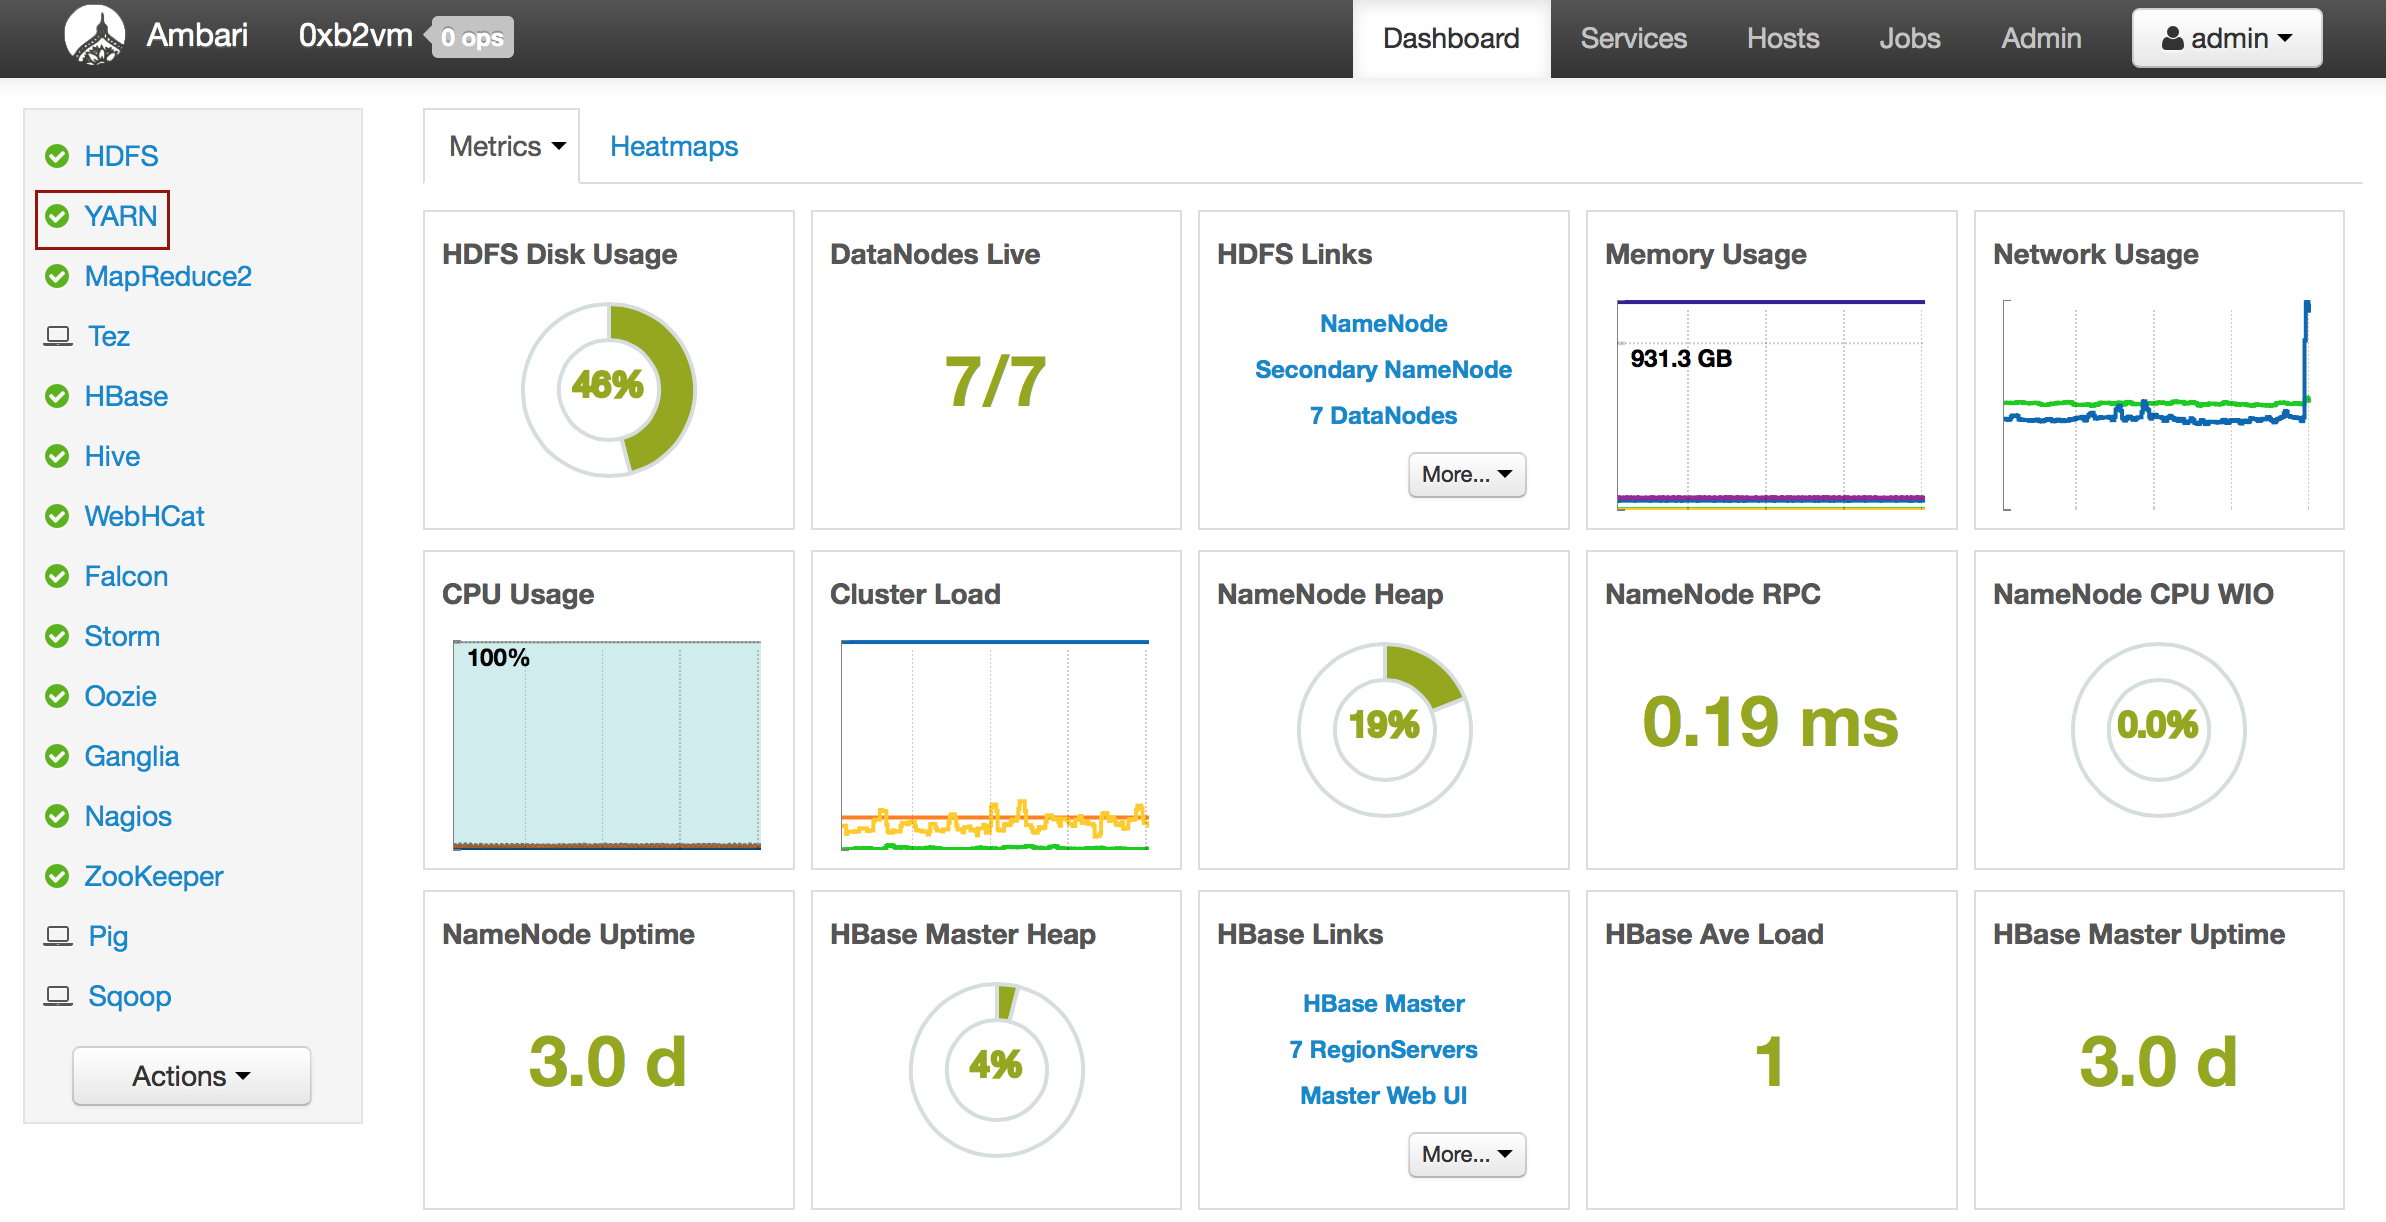 Ambari 0xb2vm 0 ops Dashboard Services Hosts Jobs Admin admin
HDFS
YARN
MapReduce2
Tez
HBase
Hive
WebHCat
Falcon
Storm
Oozie
Ganglia
Nagios
ZooKeeper
Pig
Sqoop
Actions
Metrics Heatmaps
HDFS Disk Usage
46%
DataNodes Live
7/7
HDFS Links
NameNode
Secondary NameNode
7 DataNodes
More...
Memory Usage
931.3 GB
Network Usage
CPU Usage
100%
Cluster Load
NameNode Heap
19%
NameNode RPC
0.19 ms
NameNode CPU WIO
0.0%
NameNode Uptime
3.0 d
HBase Master Heap
4%
HBase Links
HBase Master
7 RegionServers
Master Web UI
More...
HBase Ave Load
1
HBase Master Uptime
3.0 d